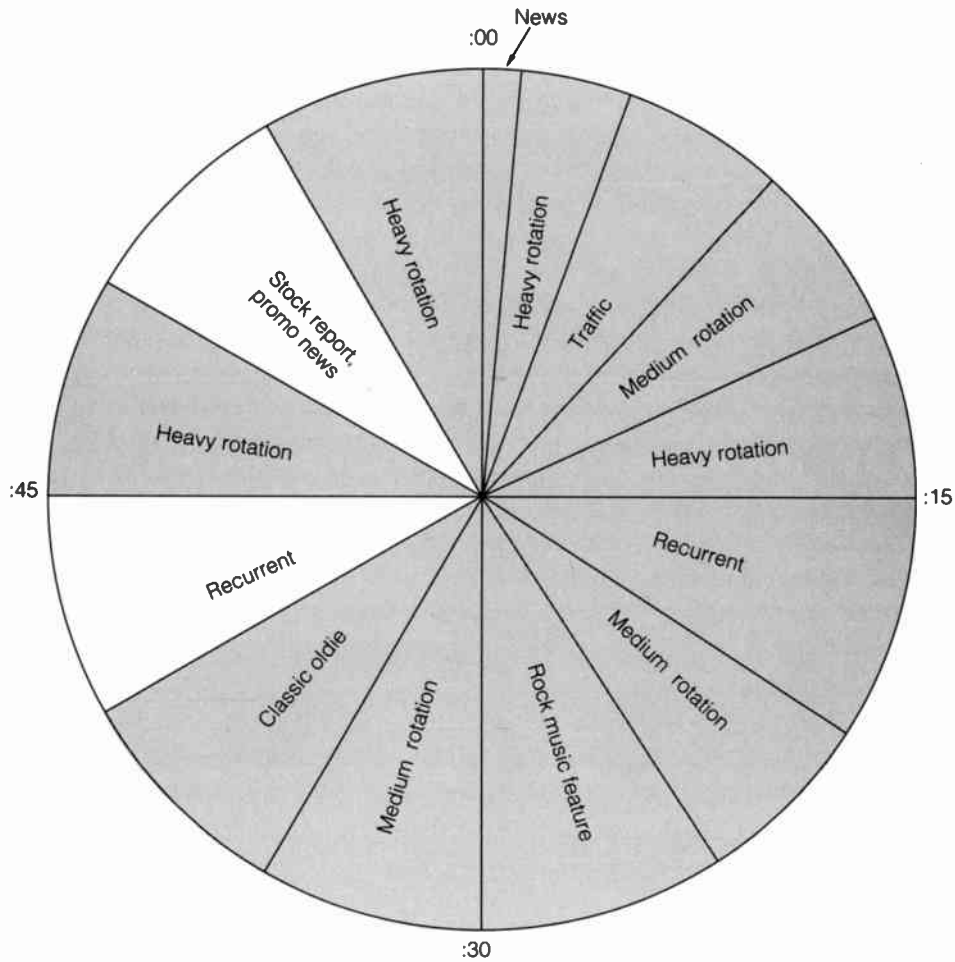 News
:00
Heavy rotation
Traffic
Medium rotation
Heavy rotation
:15
Recurrent
Medium rotation
Rock music feature
:30
Medium rotation
Classic oldie
Recurrent
:45
Heavy rotation
Stock report,
promo news
Heavy rotation